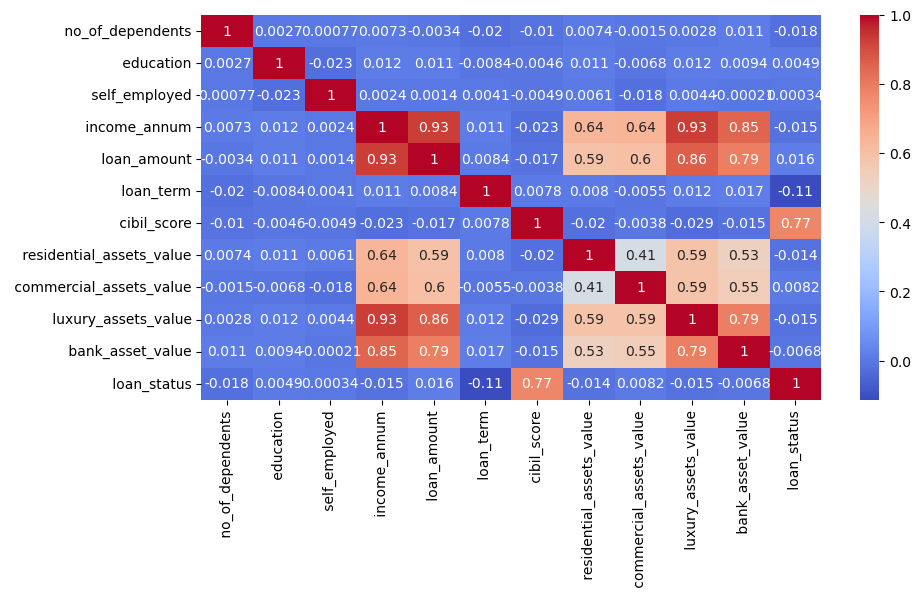 no_of_dependents 1 0.0027 0.00077 0.0073 -0.0034 -0.02 -0.01 0.0074 -0.0015 0.0028 0.011 -0.018 1.0
education 0.0027 1 -0.023 0.012 0.011 -0.0084 -0.0046 0.011 -0.0068 0.012 0.0094 0.0049
self_employed 0.00077 -0.023 1 0.0024 0.0014 0.0041 -0.0049 0.0061 -0.018 0.0044 -0.00021 0.00034
0.8
income_annum 0.0073 0.012 0.0024 1 0.93 0.011 -0.023 0.64 0.64 0.93 0.85 -0.015
loan_amount -0.0034 0.011 0.0014 0.93 1 0.0084 -0.017 0.59 0.6 0.86 0.79 0.016
0.6
loan_term -0.02 -0.0084 0.0041 0.011 0.0084 1 0.0078 0.008 -0.0055 0.012 0.017 -0.11
cibil_score -0.01 -0.0046 -0.0049 -0.023 -0.017 0.0078 1 -0.02 -0.0038 -0.029 -0.015 0.77
0.4
residential_assets_value 0.0074 0.011 0.0061 0.64 0.59 0.008 -0.02 1 0.41 0.59 0.53 -0.014
commercial_assets_value -0.0015 -0.0068 -0.018 0.64 0.6 -0.0055 -0.0038 0.41 1 0.59 0.55 0.0082
0.2
luxury_assets_value 0.0028 0.012 0.0044 0.93 0.86 0.012 -0.029 0.59 0.59 1 0.79 -0.015
bank_asset_value 0.011 0.0094 -0.00021 0.85 0.79 0.017 -0.015 0.53 0.55 0.79 1 -0.0068
0.0
loan_status -0.018 0.0049 0.00034 -0.015 0.016 -0.11 0.77 -0.014 0.0082 -0.015 -0.0068 1
no_of_dependents
education
self_employed
income_annum
loan_amount
loan_term
cibil_score
residential_assets_value
commercial_assets_value
luxury_assets_value
bank_asset_value
loan_status